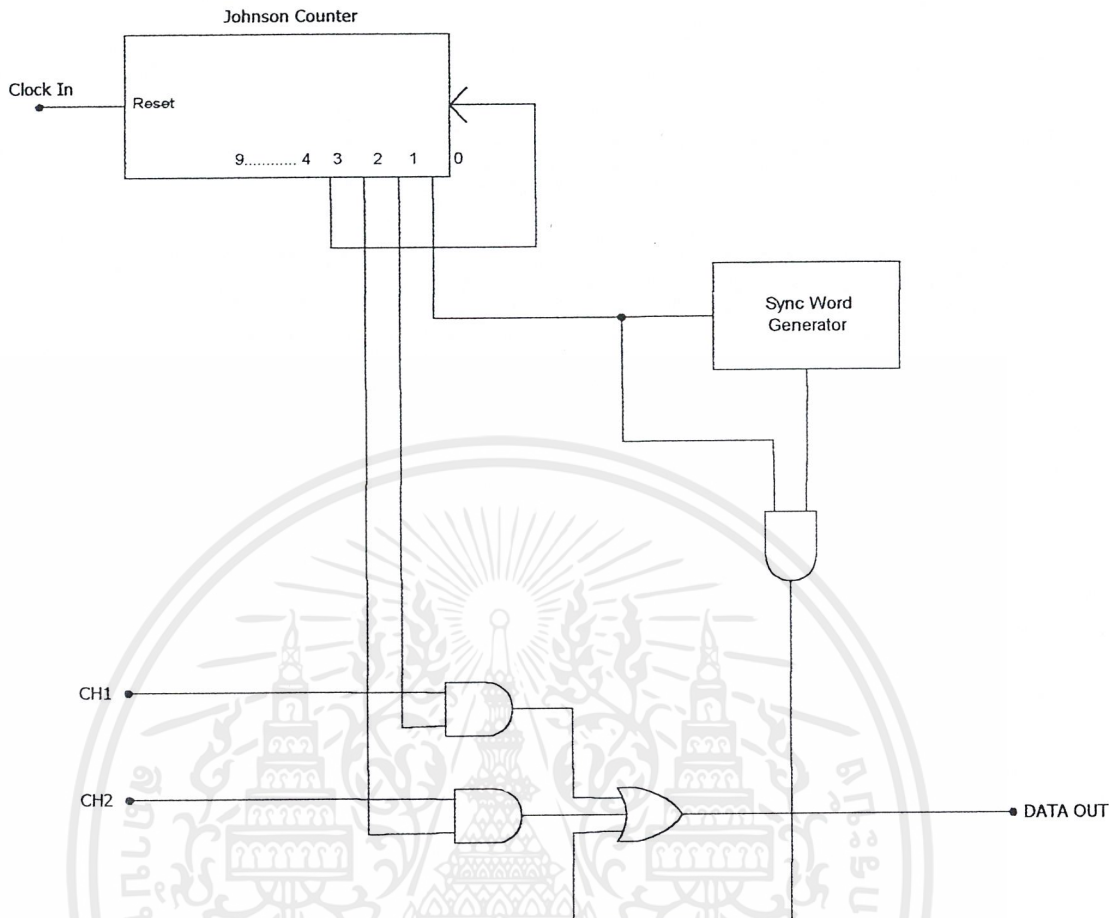 Johnson Counter
Clock In
Reset
9............ 4 3 2 1 0
Sync Word
Generator
CH1
CH2
DATA OUT